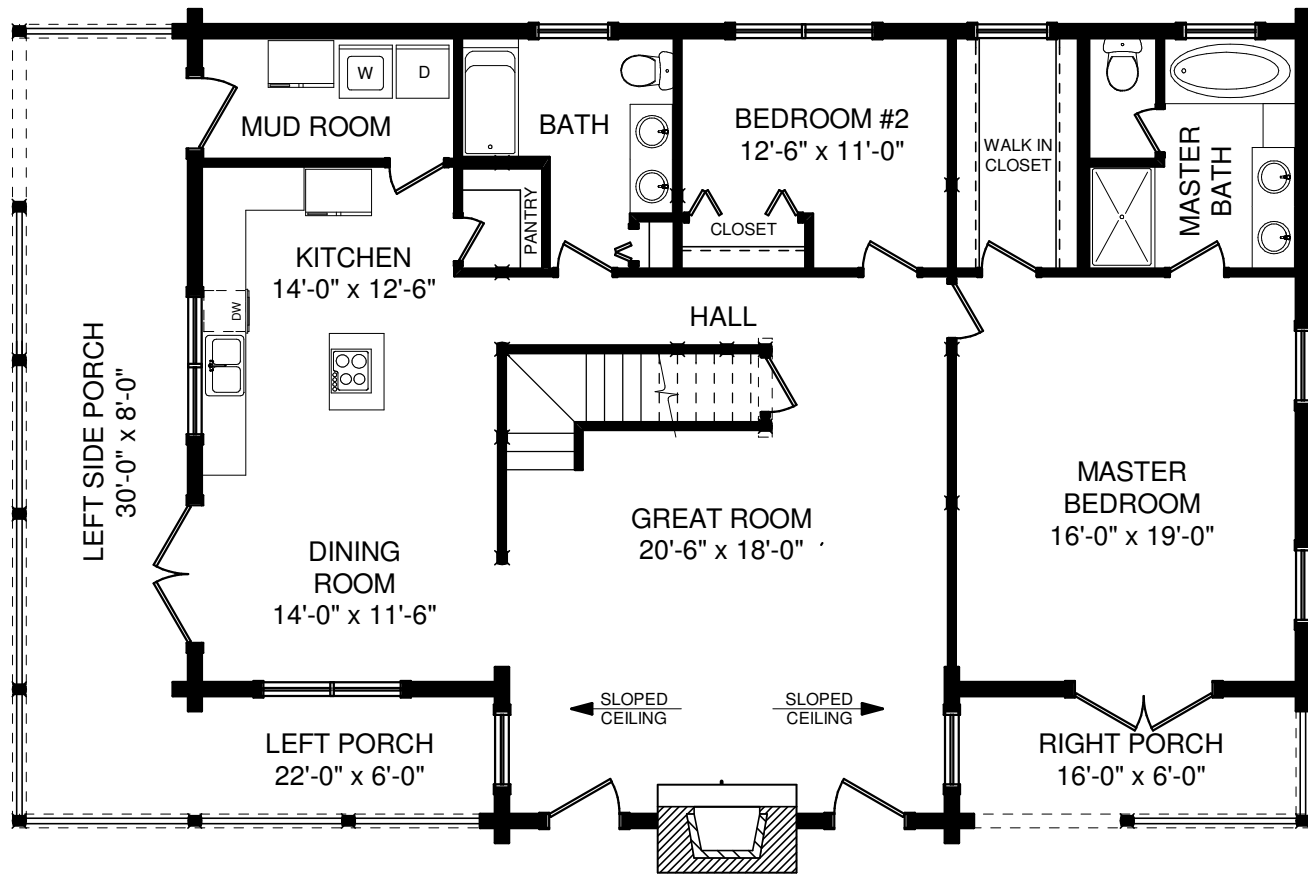 W
D
MUD ROOM
BATH
BEDROOM #2
12'-6" x 11'-0"
WALK IN
CLOSET
MASTER
BATH
PANTRY
CLOSET
KITCHEN
14'-0" x 12'-6"
DW
HALL
LEFT SIDE PORCH
30'-0" x 8'-0"
MASTER
BEDROOM
16'-0" x 19'-0"
GREAT ROOM
20'-6" x 18'-0"
DINING
ROOM
14'-0" x 11'-6"
SLOPED
CEILING
SLOPED
CEILING
LEFT PORCH
22'-0" x 6'-0"
RIGHT PORCH
16'-0" x 6'-0"